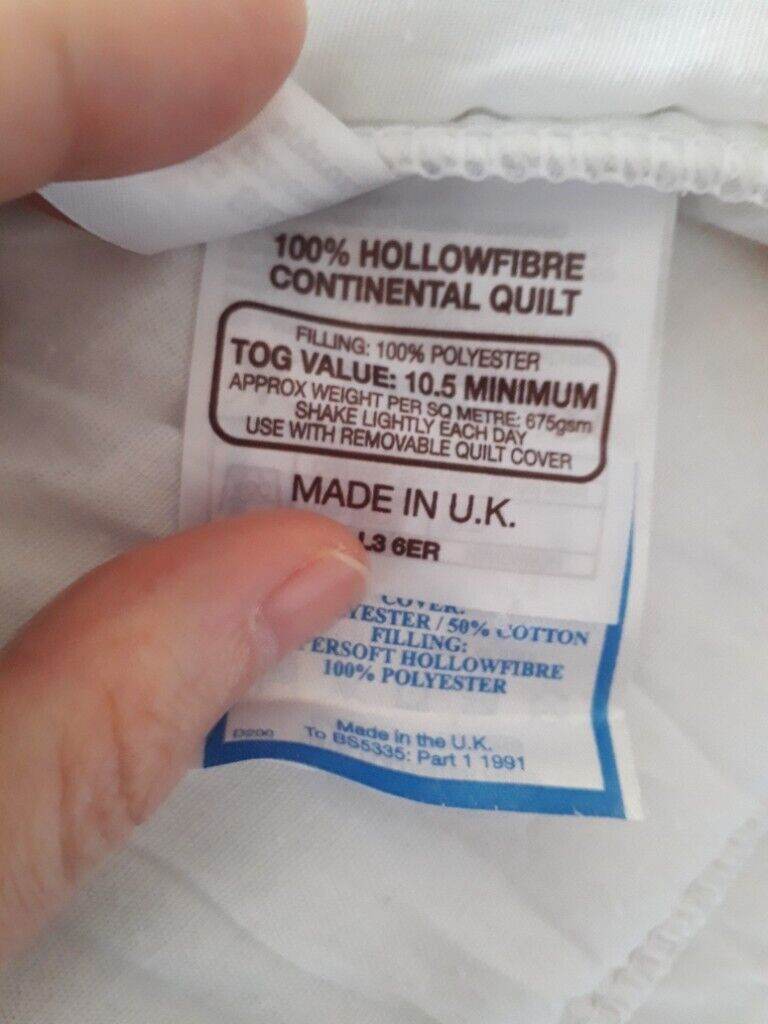 100% HOLLOWFIBRE
CONTINENTAL QUILT
FILLING: 100% POLYESTER
TOG VALUE: 10.5 MINIMUM
APPROX WEIGHT PER SQ METRE: 675gsm
SHAKE LIGHTLY EACH DAY
USE WITH REMOVABLE QUILT COVER
MADE IN U.K.
L3 6ER
COVER:
YESTER / 50% COTTON
FILLING:
ERSOFT HOLLOWFIBRE
100% POLYESTER
D200
Made in the U.K.
To BS5335: Part 1 1991